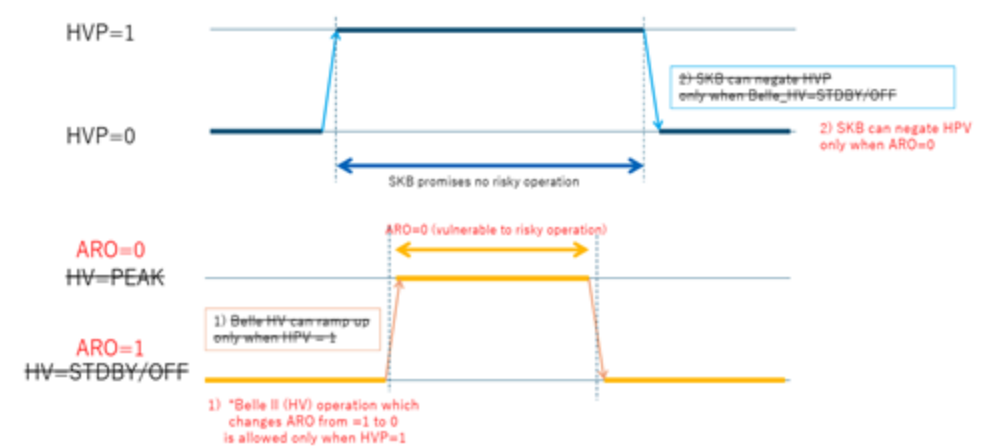 HVP=1
2) SKB can negate HVP
only when Belle_HV=STDBY/OFF
HVP=0
2) SKB can negate HPV
only when ARO=0
SKB promises no risky operation
ARO=0 (vulnerable to risky operation)
ARO=0
HV=PEAK
1) Belle HV can ramp up
only when HPV = 1
ARO=1
HV=STDBY/OFF
1) *Belle II (HV) operation which
changes ARO from =1 to 0
is allowed only when HVP=1